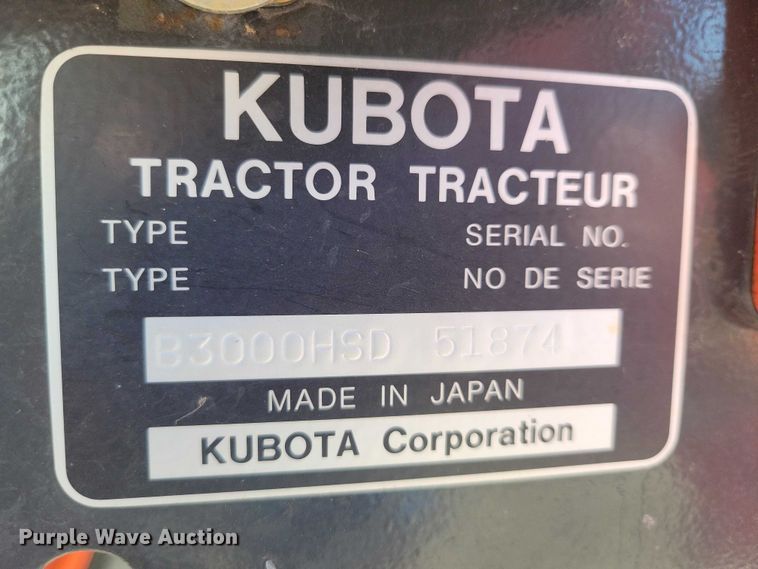 KUBOTA
TRACTOR TRACTEUR
TYPE SERIAL NO.
TYPE NO DE SERIE
B3000HSD 51874
MADE IN JAPAN
KUBOTA Corporation
Purple Wave Auction